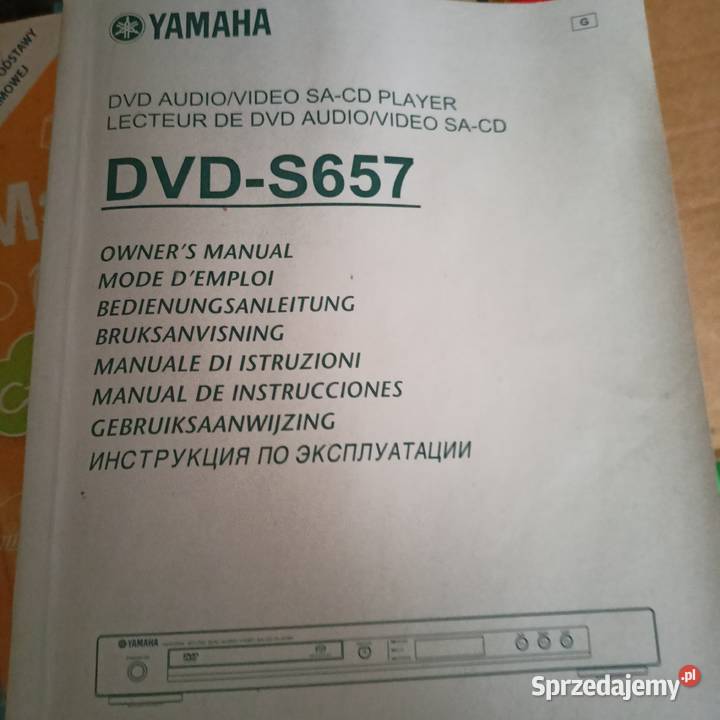 YAMAHA
G
DVD AUDIO/VIDEO SA-CD PLAYER
LECTEUR DE DVD AUDIO/VIDEO SA-CD
DVD-S657
OWNER'S MANUAL
MODE D'EMPLOI
BEDIENUNGSANLEITUNG
BRUKSANVISNING
MANUALE DI ISTRUZIONI
MANUAL DE INSTRUCCIONES
GEBRUIKSAANWIJZING
ИНСТРУКЦИЯ ПО ЭКСПЛУАТАЦИИ
YAMAHA
DVD
Sprzedajemy.pl